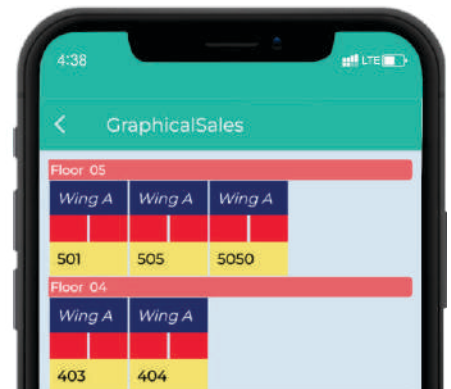 4:38 LTE
GraphicalSales
Floor 05
Wing A Wing A Wing A
501 505 5050
Floor 04
Wing A Wing A
403 404